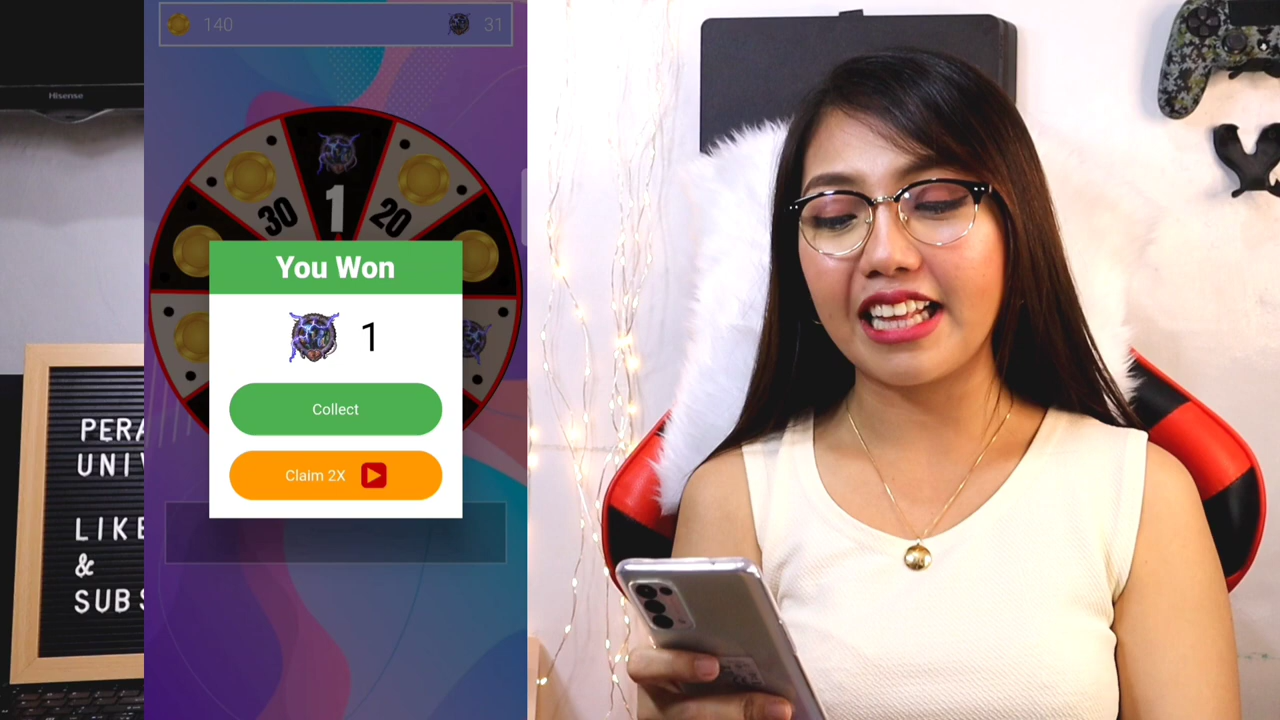 140
31
Hisense
30
1
20
You Won
1
Collect
Claim 2X
PERA
UNIV
LIKE
&
SUBS